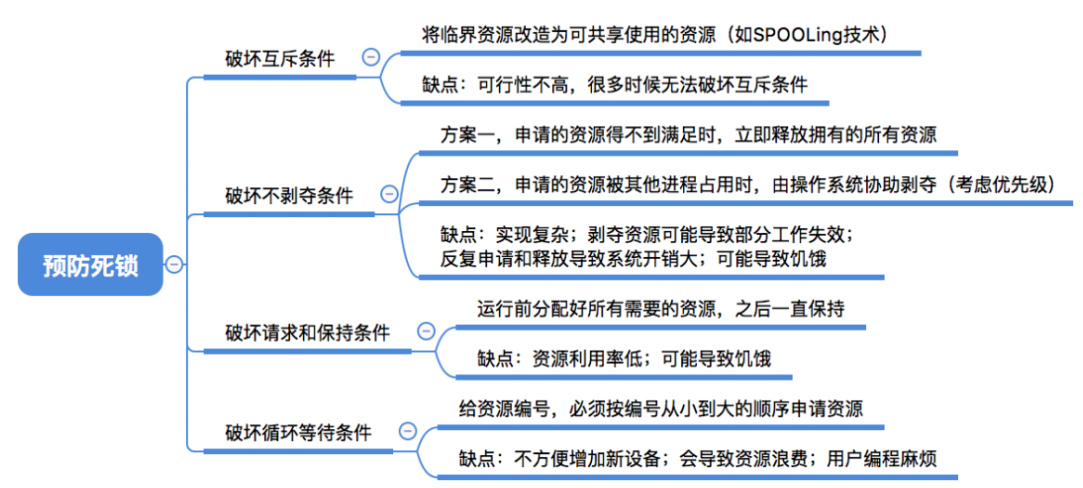 预防死锁
破坏互斥条件
将临界资源改造为可共享使用的资源（如SPOOLing技术）
缺点：可行性不高，很多时候无法破坏互斥条件
破坏不剥夺条件
方案一，申请的资源得不到满足时，立即释放拥有的所有资源
方案二，申请的资源被其他进程占用时，由操作系统协助剥夺（考虑优先级）
缺点：实现复杂；剥夺资源可能导致部分工作失效；
反复申请和释放导致系统开销大；可能导致饥饿
破坏请求和保持条件
运行前分配好所有需要的资源，之后一直保持
缺点：资源利用率低；可能导致饥饿
破坏循环等待条件
给资源编号，必须按编号从小到大的顺序申请资源
缺点：不方便增加新设备；会导致资源浪费；用户编程麻烦